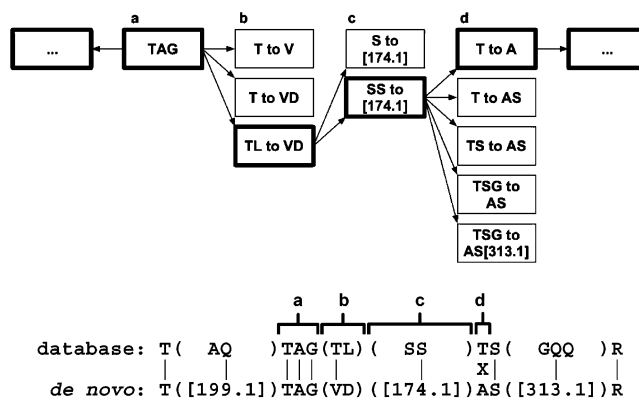 a b c d
... TAG T to V S to [174.1] T to A ...
T to VD SS to [174.1] T to AS
TL to VD TS to AS
TSG to AS
TSG to AS[313.1]
a b c d
database: T( AQ )TAG(TL)( SS )TS( GQQ )R
X
de novo: T([199.1])TAG(VD)([174.1])AS([313.1])R